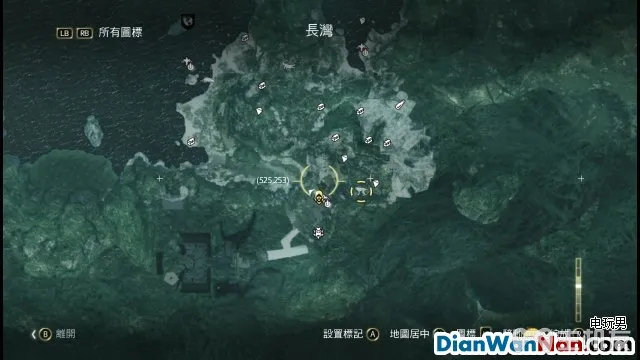 LB RB 所有圖標
長灣
(525,253)
B 離開
設置標記 A 地圖居中
电玩男
DianWanNan.com